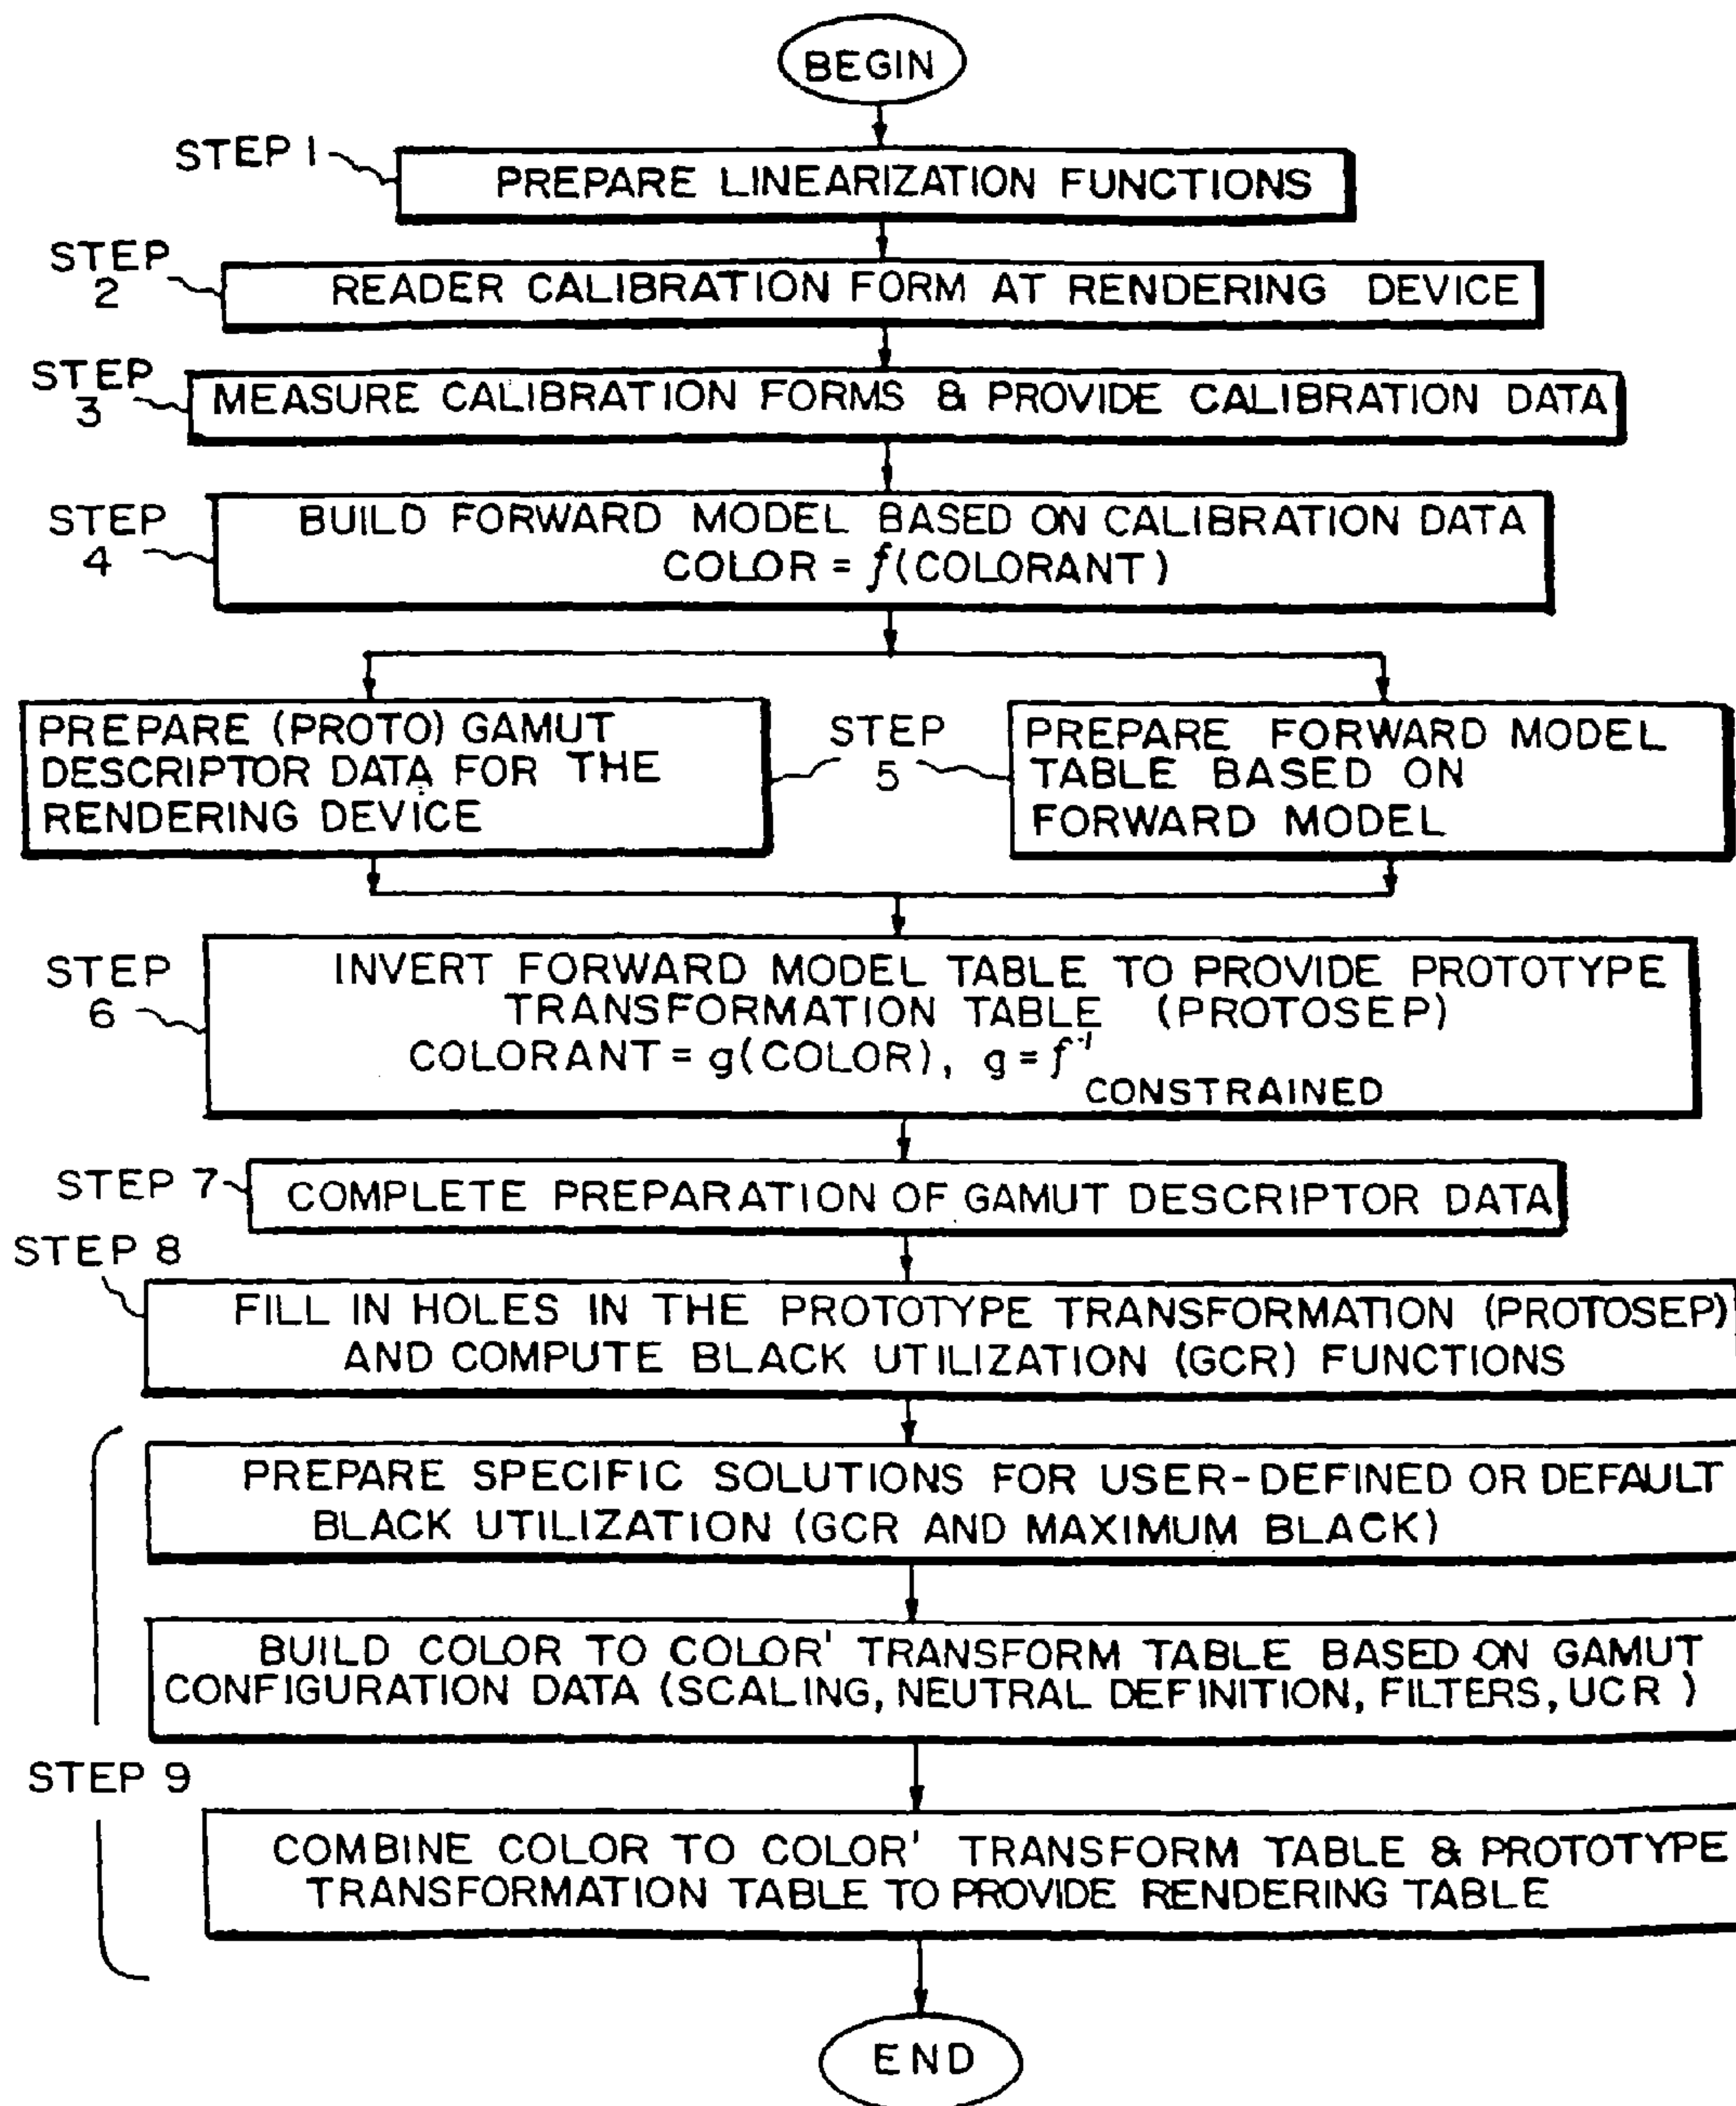 BEGIN
STEP 1
PREPARE LINEARIZATION FUNCTIONS
STEP
2
READER CALIBRATION FORM AT RENDERING DEVICE
STEP
3
MEASURE CALIBRATION FORMS & PROVIDE CALIBRATION DATA
STEP
4
BUILD FORWARD MODEL BASED ON CALIBRATION DATA
COLOR = f(COLORANT)
PREPARE (PROTO) GAMUT
DESCRIPTOR DATA FOR THE
RENDERING DEVICE
STEP
5
PREPARE FORWARD MODEL
TABLE BASED ON
FORWARD MODEL
STEP
6
INVERT FORWARD MODEL TABLE TO PROVIDE PROTOTYPE
TRANSFORMATION TABLE (PROTOSEP)
COLORANT = g(COLOR), g = f⁻¹
CONSTRAINED
STEP 7
COMPLETE PREPARATION OF GAMUT DESCRIPTOR DATA
STEP 8
FILL IN HOLES IN THE PROTOTYPE TRANSFORMATION (PROTOSEP)
AND COMPUTE BLACK UTILIZATION (GCR) FUNCTIONS
PREPARE SPECIFIC SOLUTIONS FOR USER-DEFINED OR DEFAULT
BLACK UTILIZATION (GCR AND MAXIMUM BLACK)
BUILD COLOR TO COLOR' TRANSFORM TABLE BASED ON GAMUT
CONFIGURATION DATA (SCALING, NEUTRAL DEFINITION, FILTERS, UCR)
STEP 9
COMBINE COLOR TO COLOR' TRANSFORM TABLE & PROTOTYPE
TRANSFORMATION TABLE TO PROVIDE RENDERING TABLE
END